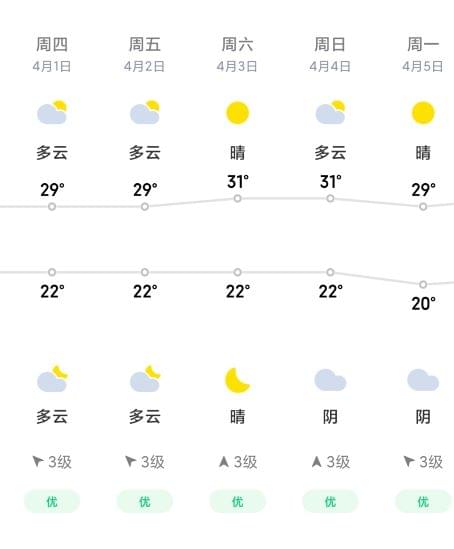 周四 周五 周六 周日 周一
4月1日 4月2日 4月3日 4月4日 4月5日
多云 多云 晴 多云 晴
29° 29° 31° 31° 29°
22° 22° 22° 22° 20°
多云 多云 晴 阴 阴
3级 3级 3级 3级 3级
优 优 优 优 优